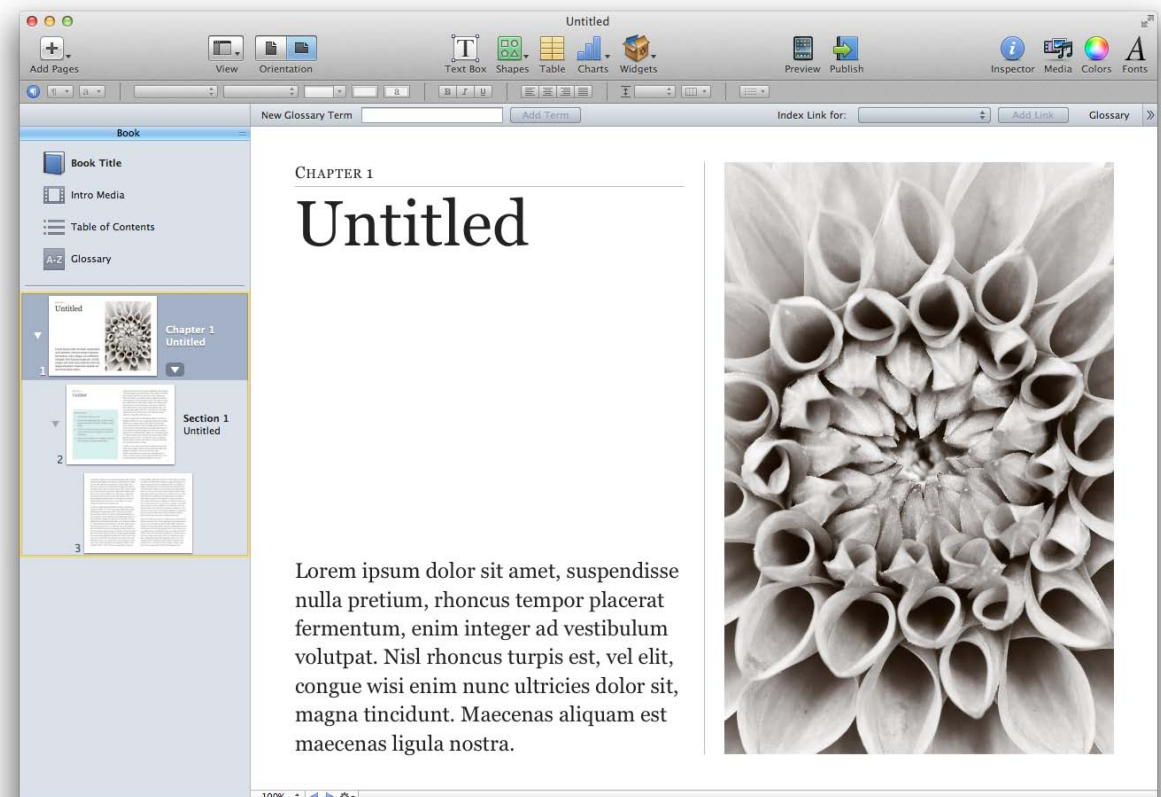 Untitled
Add Pages View Orientation Text Box Shapes Table Charts Widgets Preview Publish Inspector Media Colors Fonts
a a B I U
New Glossary Term Add Term Index Link for: Add Link Glossary
Book
Book Title
Intro Media
Table of Contents
A-Z Glossary
Untitled
Chapter 1
Untitled
1
Section 1
Untitled
2
3
CHAPTER 1
Untitled
Lorem ipsum dolor sit amet, suspendisse
nulla pretium, rhoncus tempor placerat
fermentum, enim integer ad vestibulum
volutpat. Nisl rhoncus turpis est, vel elit,
congue wisi enim nunc ultricies dolor sit,
magna tincidunt. Maecenas aliquam est
maecenas ligula nostra.
100%